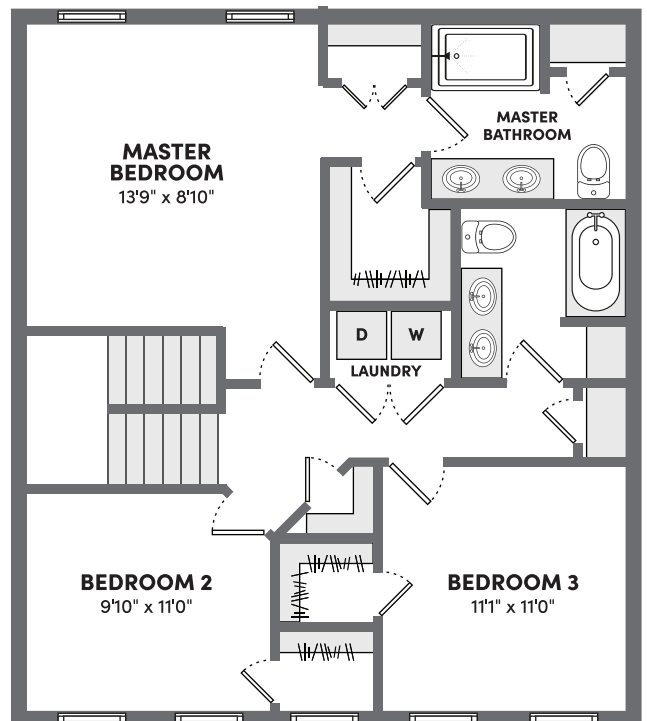 MASTER
BEDROOM
13'9" x 8'10"
MASTER
BATHROOM
D
W
LAUNDRY
BEDROOM 2
9'10" x 11'0"
BEDROOM 3
11'1" x 11'0"